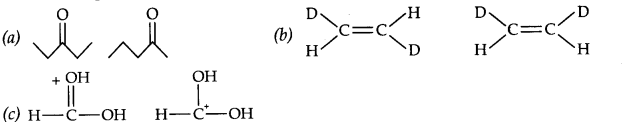 O O D H D D
(a) (b) C=C C=C
H D H H
+ OH OH
(c) H—C—OH H—C⁺—OH